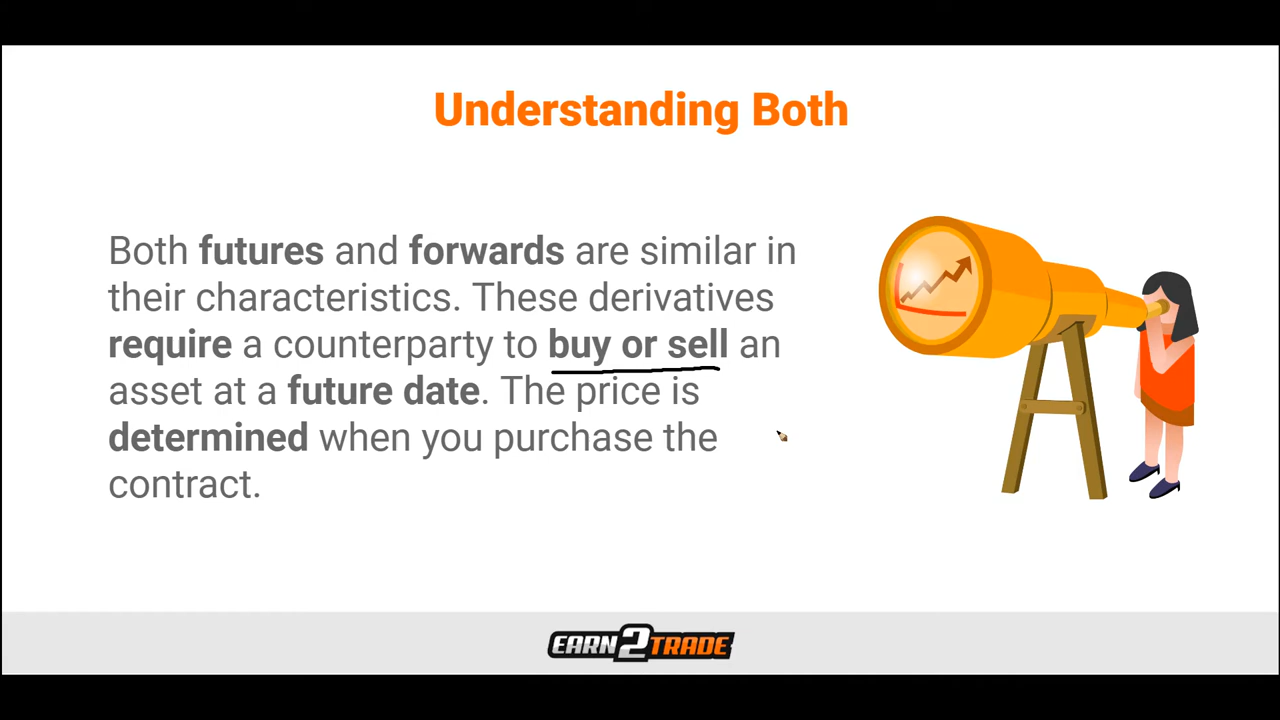 Understanding Both
Both futures and forwards are similar in
their characteristics. These derivatives
require a counterparty to buy or sell an
asset at a future date. The price is
determined when you purchase the
contract.
EARN2TRADE